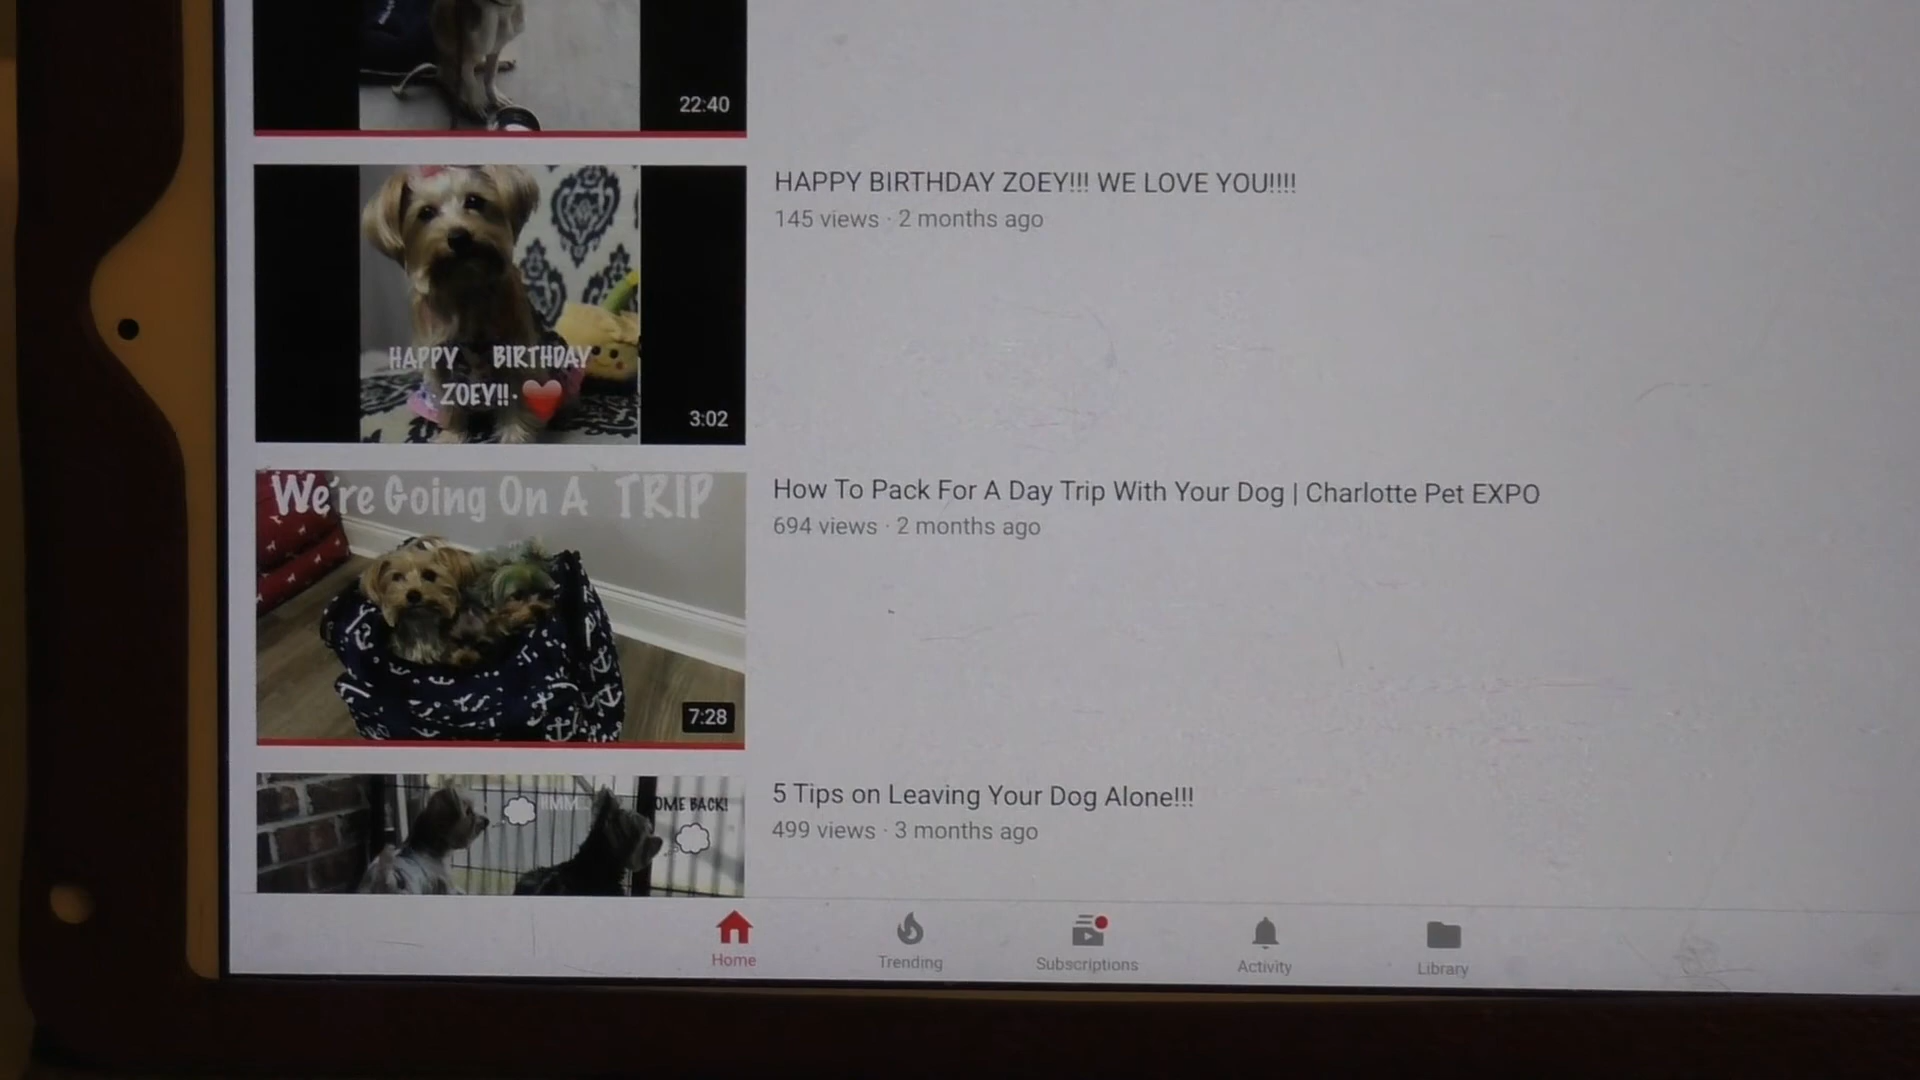 22:40
HAPPY BIRTHDAY ZOEY!!! WE LOVE YOU!!!!
145 views · 2 months ago
HAPPY BIRTHDAY
ZOEY!!
3:02
We're Going On A TRIP
How To Pack For A Day Trip With Your Dog | Charlotte Pet EXPO
694 views · 2 months ago
7:28
5 Tips on Leaving Your Dog Alone!!!
499 views · 3 months ago
HMM...
OME BACK!
Home
Trending
Subscriptions
Activity
Library